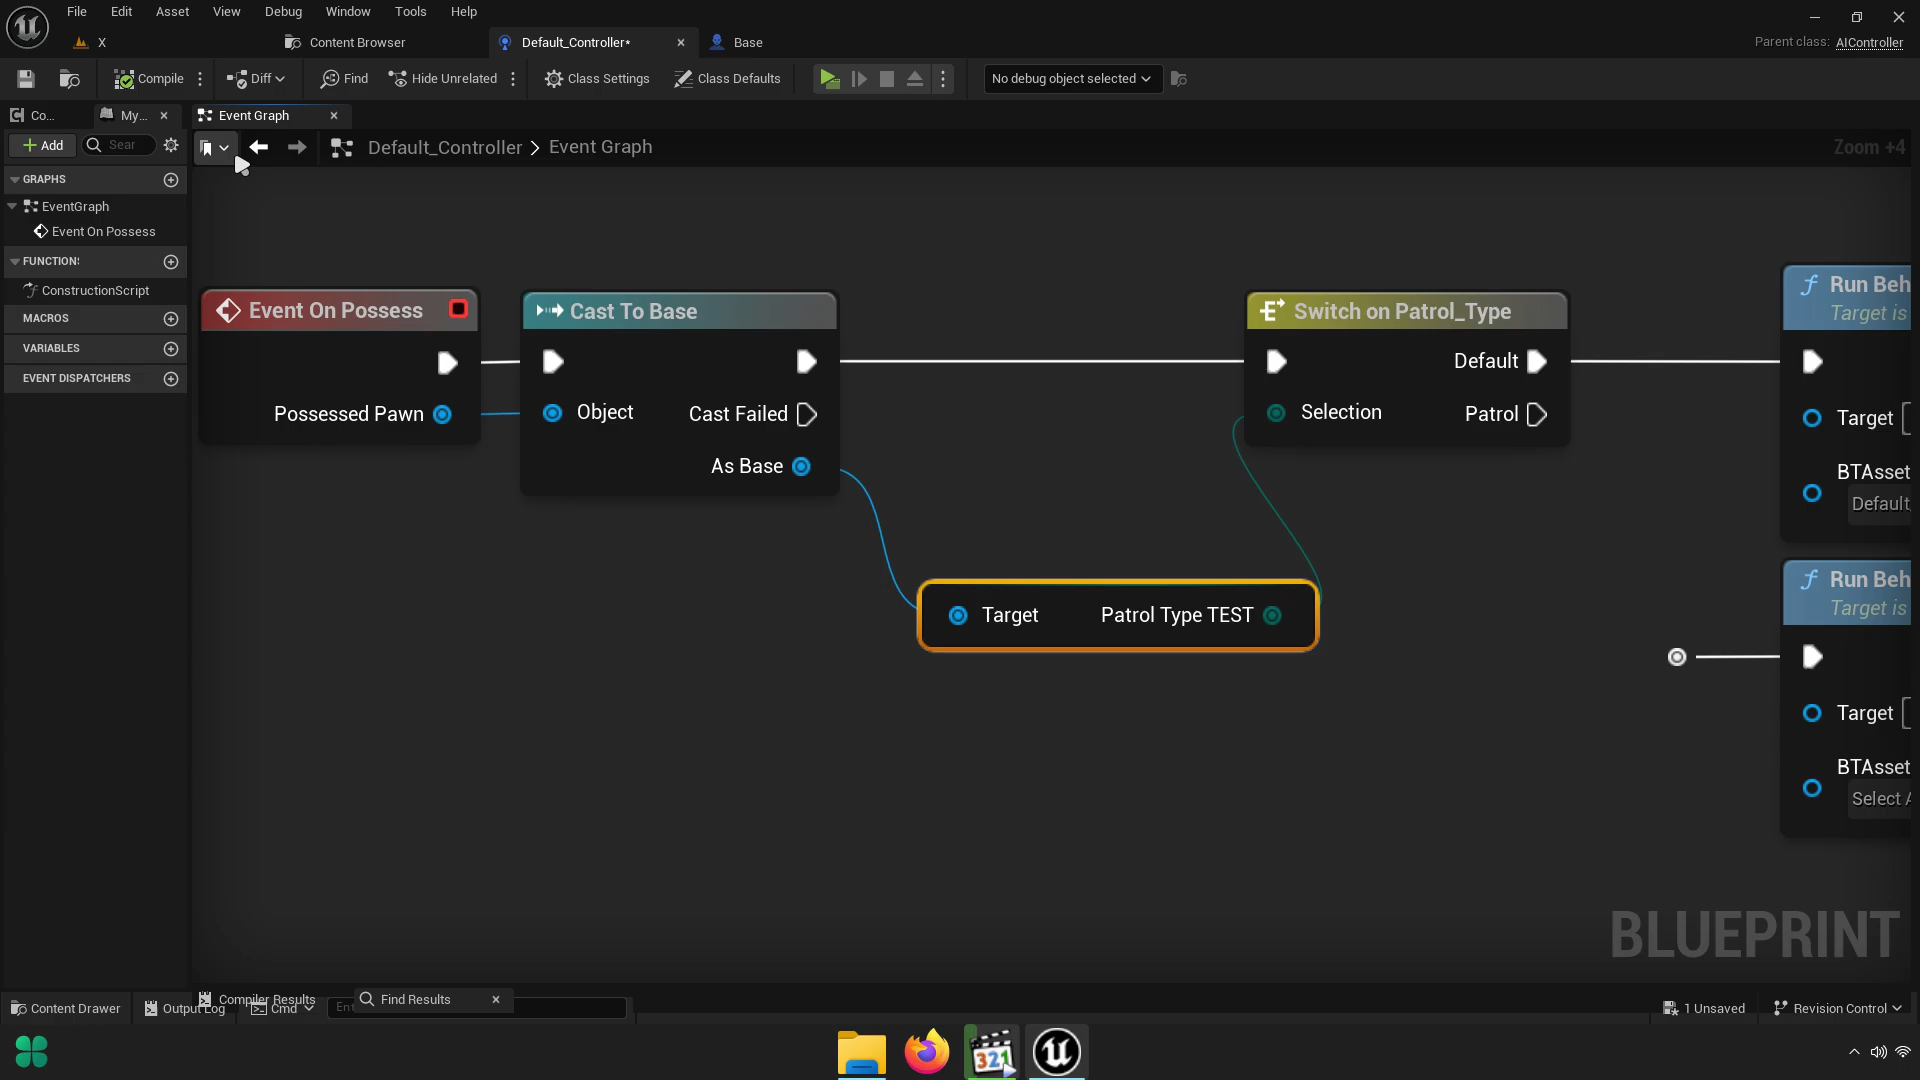 File Edit Asset View Debug Window Tools Help
X
Content Browser
Default_Controller*
Base
Parent class: AIController
Compile
Diff
Find
Hide Unrelated
Class Settings
Class Defaults
No debug object selected
Co...
My...
Event Graph
Add
Sear
Default_Controller > Event Graph
Zoom +4
GRAPHS
EventGraph
Event On Possess
FUNCTION
ConstructionScript
MACROS
VARIABLES
EVENT DISPATCHERS
Event On Possess
Possessed Pawn
Cast To Base
Object
Cast Failed
As Base
Switch on Patrol_Type
Default
Selection
Patrol
Target
Patrol Type TEST
Run Beh
Target is
Target
BTAsset
Default
Run Beh
Target is
Target
BTAsset
Select A
BLUEPRINT
Compiler Results
Find Results
Content Drawer
Output Log
Cmd
Ent
1 Unsaved
Revision Control
321